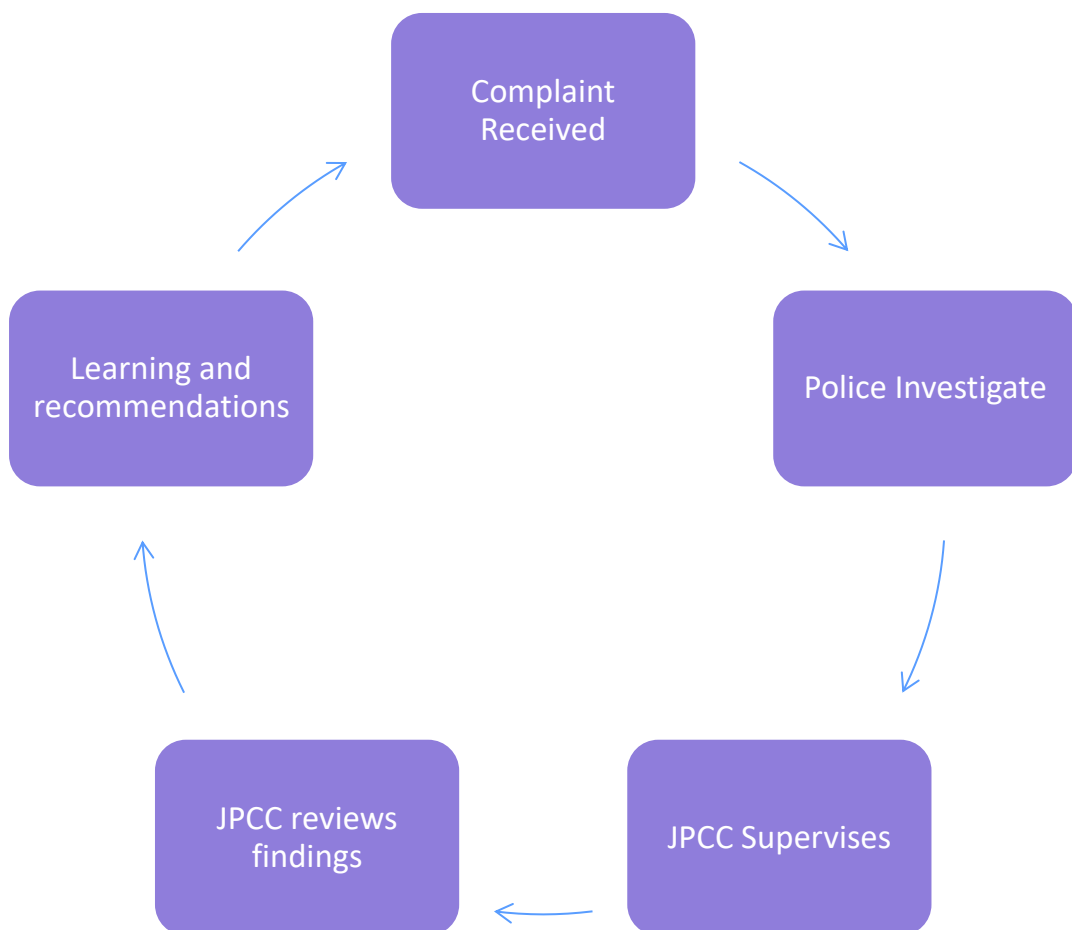 Complaint
Received
Police Investigate
JPCC Supervises
JPCC reviews
findings
Learning and
recommendations